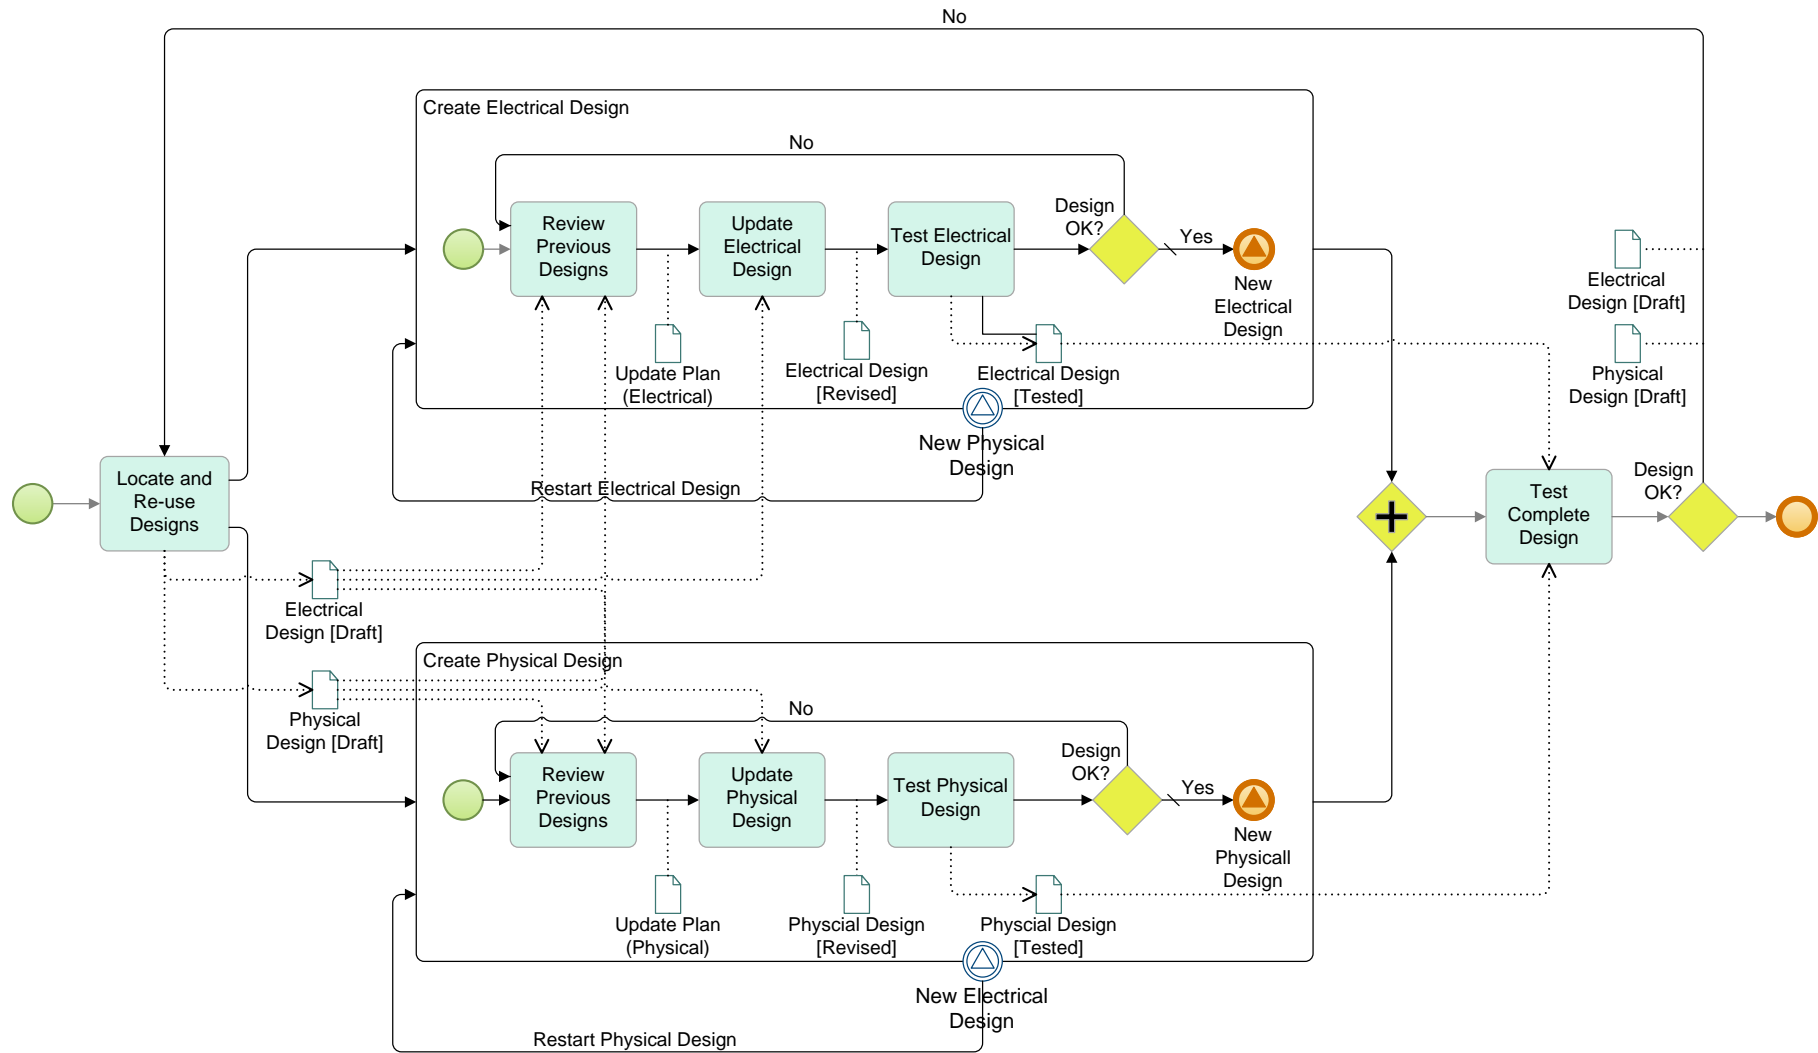 No
Create Electrical Design
No
Review
Previous
Designs
Update
Electrical
Design
Test Electrical
Design
Design
OK?
Yes
New
Electrical
Design
Update Plan
(Electrical)
Electrical Design
[Revised]
Electrical Design
[Tested]
New Physical
Design
Restart Electrical Design
Electrical
Design [Draft]
Physical
Design [Draft]
Locate and
Re-use
Designs
Test
Complete
Design
Design
OK?
Electrical
Design [Draft]
Physical
Design [Draft]
Create Physical Design
No
Review
Previous
Designs
Update
Physical
Design
Test Physical
Design
Design
OK?
Yes
New
Physicall
Design
Update Plan
(Physical)
Physcial Design
[Revised]
Physcial Design
[Tested]
New Electrical
Design
Restart Physical Design